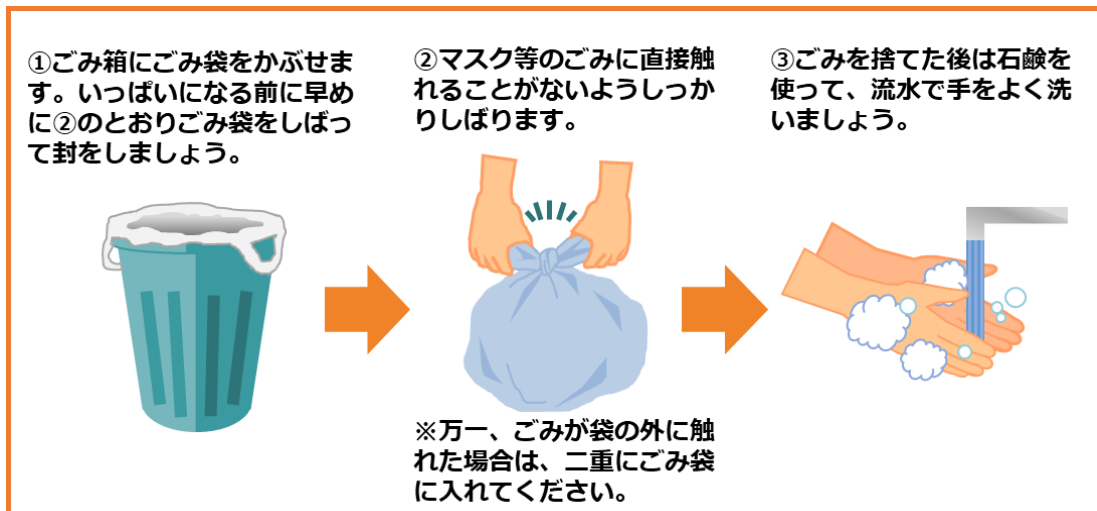 ①ごみ箱にごみ袋をかぶせま
す。いっぱいになる前に早め
に②のとおりごみ袋をしばっ
て封をしましょう。
②マスク等のごみに直接触
れることがないようしっか
りしばります。
※万一、ごみが袋の外に触
れた場合は、二重にごみ袋
に入れてください。
③ごみを捨てた後は石鹸を
使って、流水で手をよく洗
いましょう。